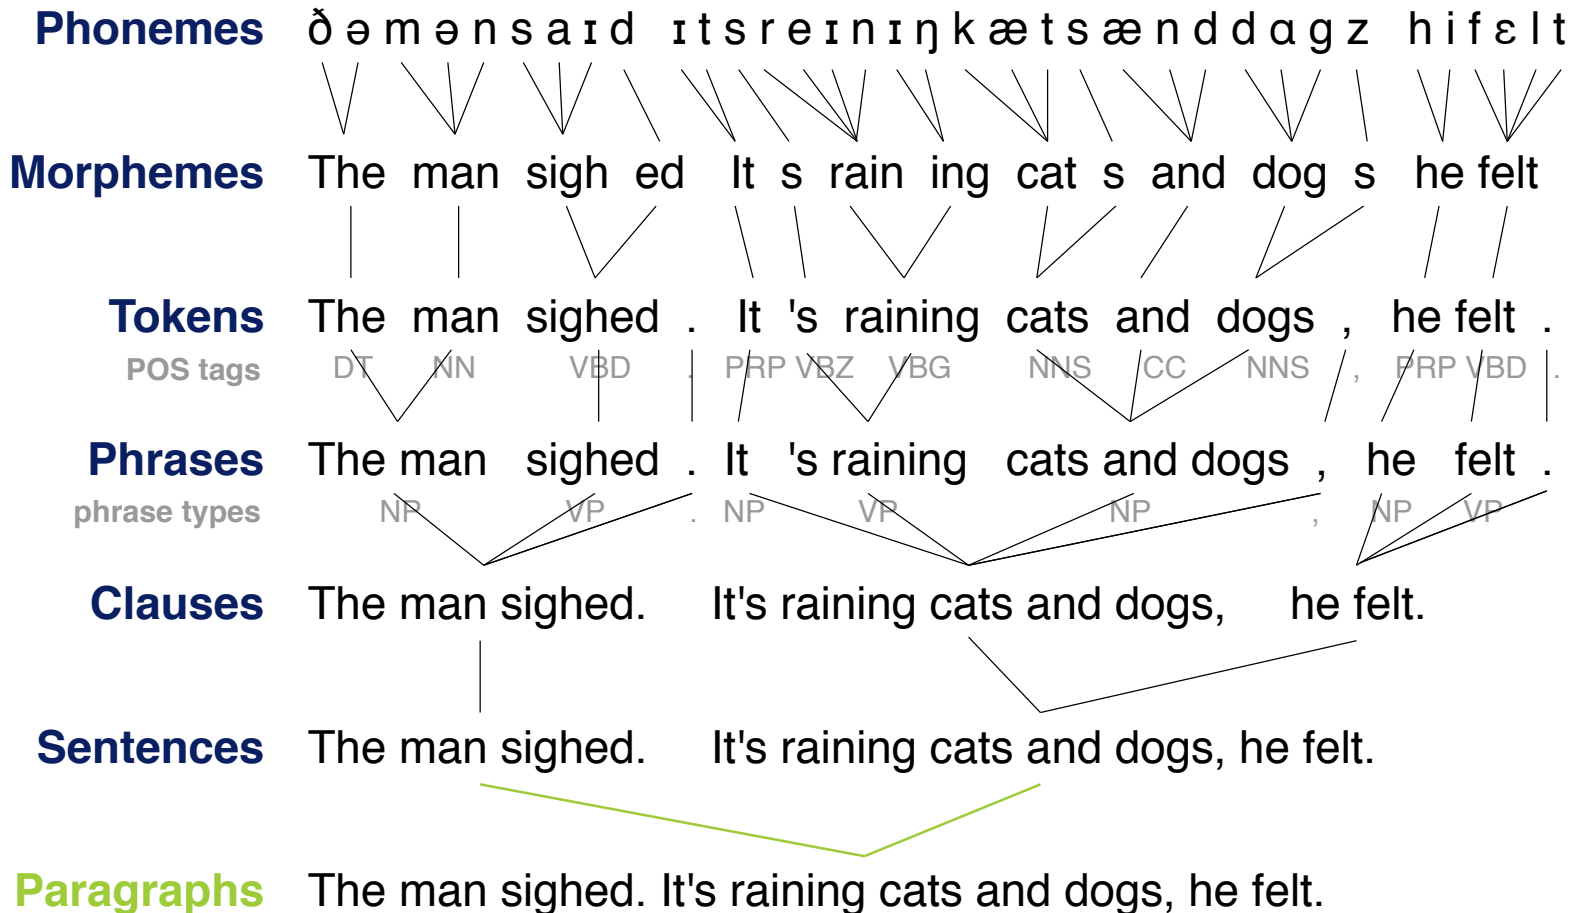 Phonemes ð ə m ə n s a ɪ d ɪ t s r e ɪ n ɪ ŋ k æ t s æ n d d ɑ g z h i f ɛ l t
Morphemes The man sigh ed It s rain ing cat s and dog s he felt
Tokens The man sighed . It 's raining cats and dogs , he felt .
POS tags DT NN VBD . PRP VBZ VBG NNS CC NNS , PRP VBD .
Phrases The man sighed . It 's raining cats and dogs , he felt .
phrase types NP VP . NP VP NP , NP VP
Clauses The man sighed. It's raining cats and dogs, he felt.
Sentences The man sighed. It's raining cats and dogs, he felt.
Paragraphs The man sighed. It's raining cats and dogs, he felt.